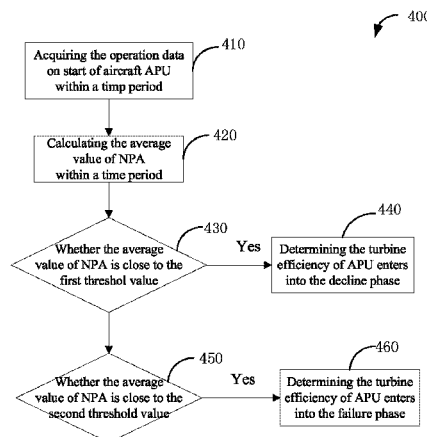 400
410
Acquiring the operation data
on start of aircraft APU
within a timp period
420
Calculating the average
value of NPA
within a time period
430
Whether the average
value of NPA is close to the
first threshol value
Yes
440
Determining the turbine
efficiency of APU enters
into the decline phase
450
Whether the average
value of NPA is close to the
second threshold value
Yes
460
Determining the turbine
efficiency of APU enters
into the failure phase